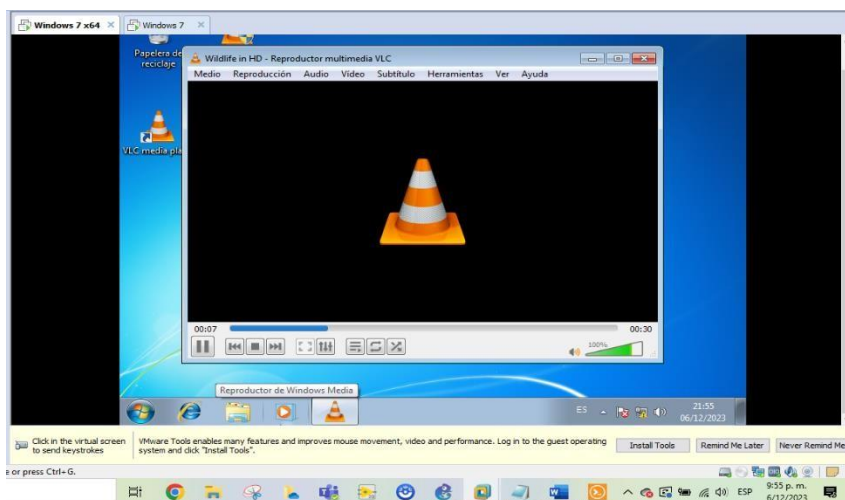 Windows 7 x64 × Windows 7 ×
Papelera de
reciclaje
Wildlife in HD - Reproductor multimedia VLC
Medio Reproducción Audio Video Subtítulo Herramientas Ver Ayuda
VLC media pla
00:07 00:30
100%
Reproductor de Windows Media
ES 21:55
06/12/2023
Click in the virtual screen
to send keystrokes
VMware Tools enables many features and improves mouse movement, video and performance. Log in to the guest operating
system and click "Install Tools".
Install Tools Remind Me Later Never Remind Me
e or press Ctrl+G.
ESP 9:55 p. m.
6/12/2023